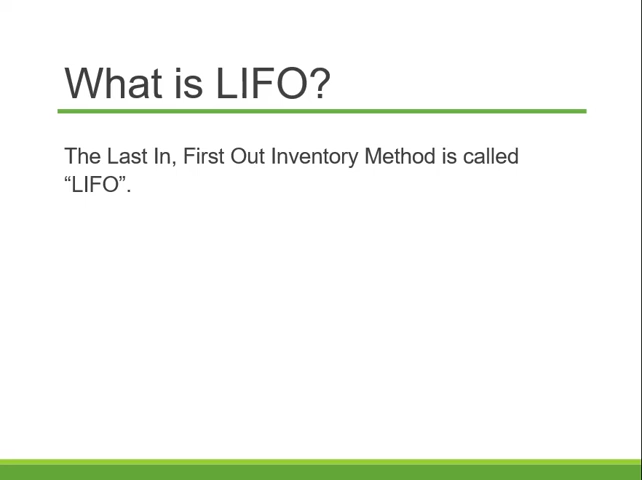 What is LIFO?
The Last In, First Out Inventory Method is called
“LIFO”.